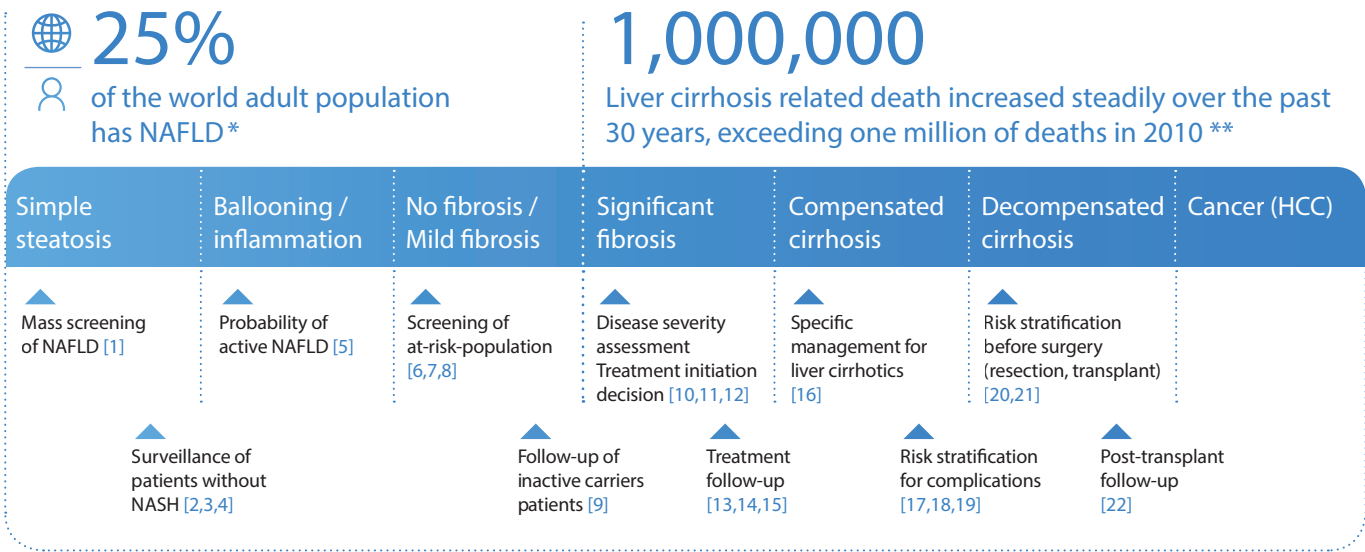 25%
of the world adult population
has NAFLD*
1,000,000
Liver cirrhosis related death increased steadily over the past
30 years, exceeding one million of deaths in 2010 **
Simple
steatosis
Ballooning /
inflammation
No fibrosis /
Mild fibrosis
Significant
fibrosis
Compensated
cirrhosis
Decompensated
cirrhosis
Cancer (HCC)
Mass screening
of NAFLD [1]
Probability of
active NAFLD [5]
Screening of
at-risk-population
[6,7,8]
Disease severity
assessment
Treatment initiation
decision [10,11,12]
Specific
management for
liver cirrhotics
[16]
Risk stratification
before surgery
(resection, transplant)
[20,21]
Surveillance of
patients without
NASH [2,3,4]
Follow-up of
inactive carriers
patients [9]
Treatment
follow-up
[13,14,15]
Risk stratification
for complications
[17,18,19]
Post-transplant
follow-up
[22]